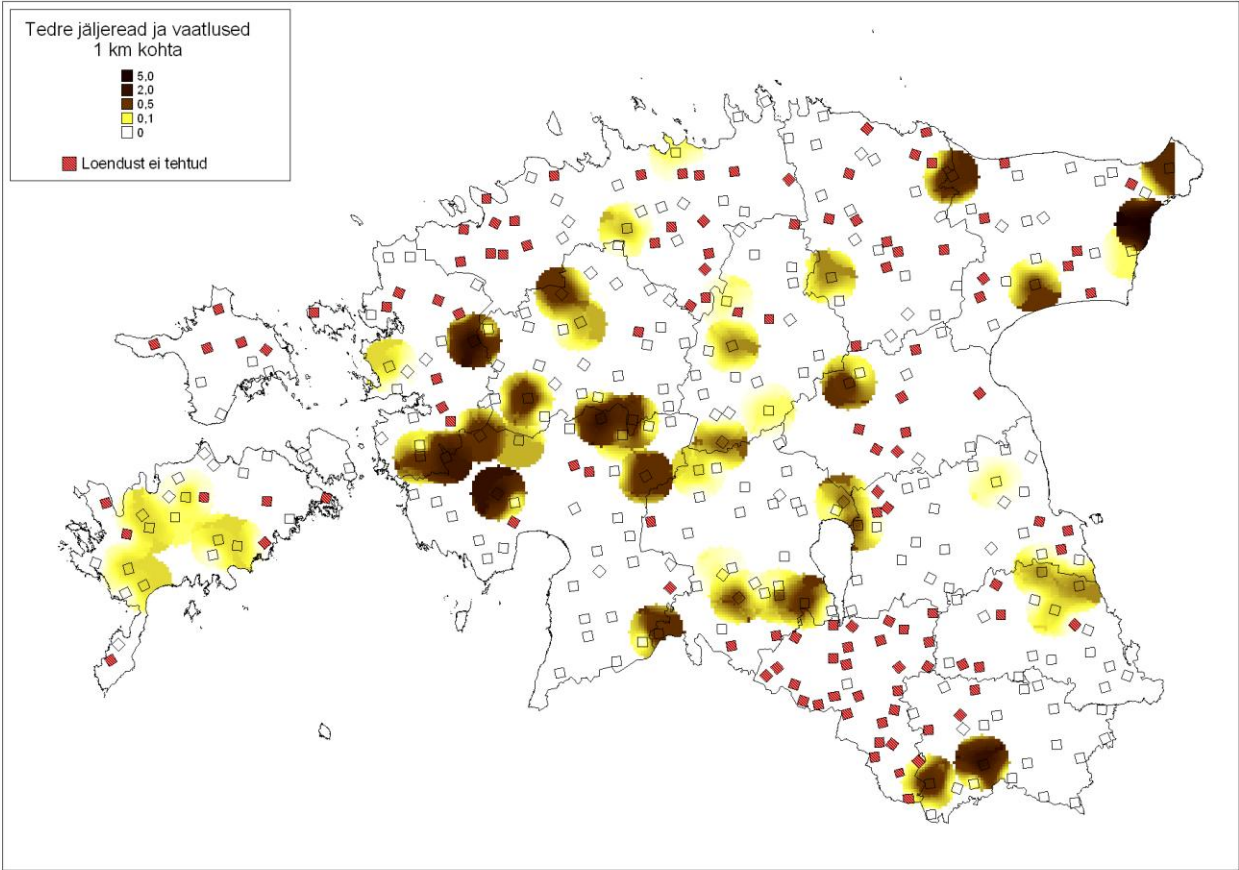 Tedre jäljeread ja vaatlused
1 km kohta
5,0
2,0
0,5
0,1
0
Loendust ei tehtud